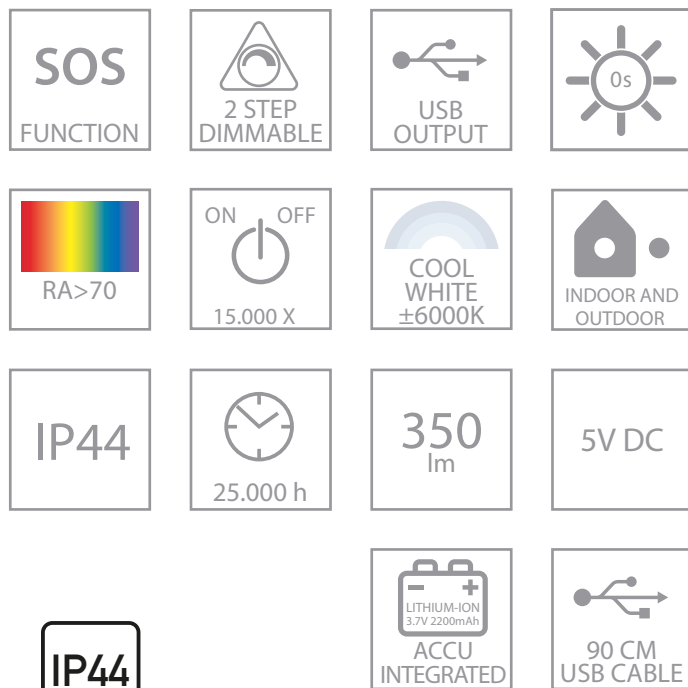 SOS
FUNCTION
2 STEP
DIMMABLE
USB
OUTPUT
0s
RA>70
ON OFF
15.000 X
COOL
WHITE
±6000K
INDOOR AND
OUTDOOR
IP44
25.000 h
350
lm
5V DC
LITHIUM-ION
3.7V 2200mAh
ACCU
INTEGRATED
90 CM
USB CABLE
IP44